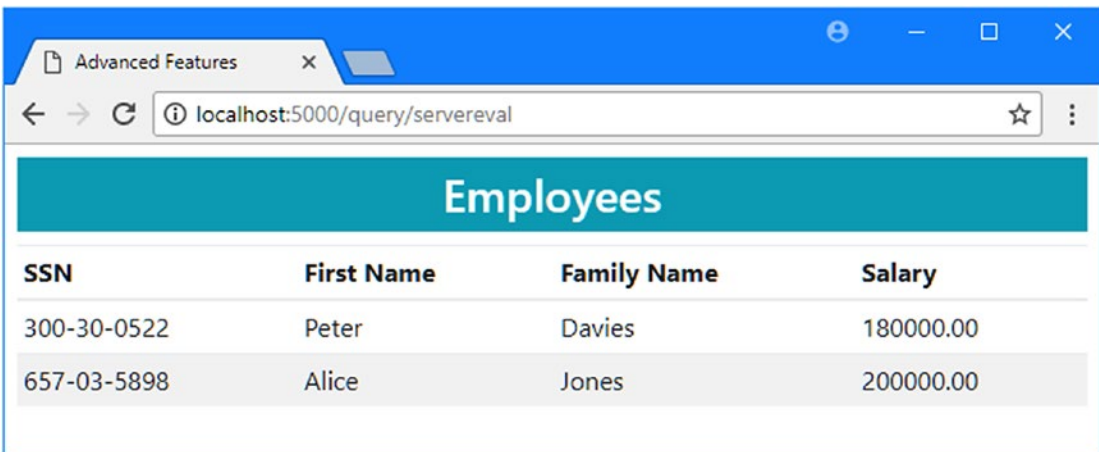 Advanced Features
localhost:5000/query/servereval
Employees
SSN First Name Family Name Salary
300-30-0522 Peter Davies 180000.00
657-03-5898 Alice Jones 200000.00